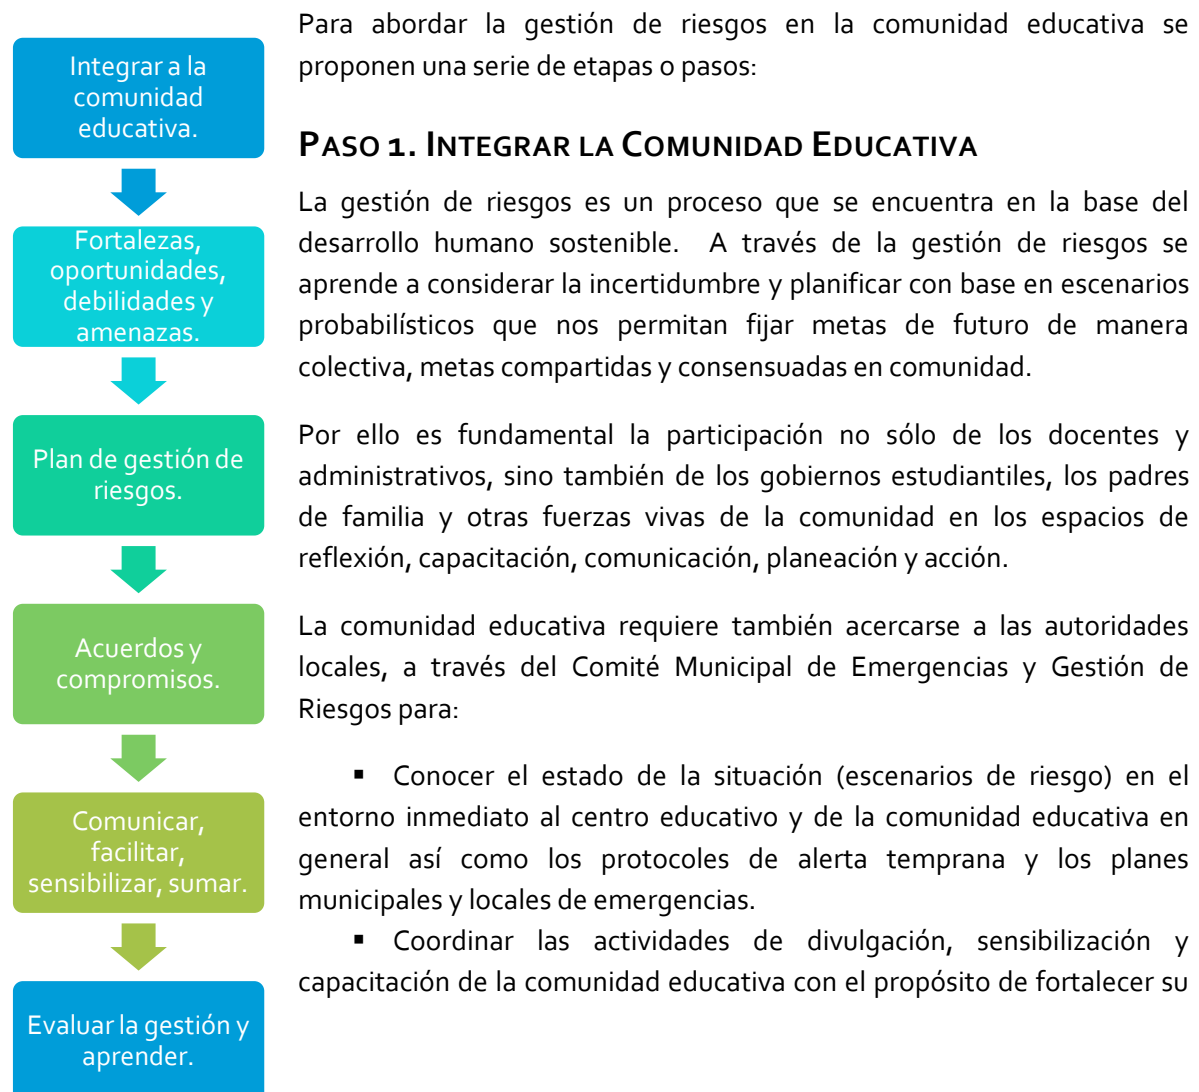 Integrar a la
comunidad
educativa.
Fortalezas,
oportunidades,
debilidades y
amenazas.
Plan de gestión de
riesgos.
Acuerdos y
compromisos.
Comunicar,
facilitar,
sensibilizar, sumar.
Evaluar la gestión y
aprender.
Para abordar la gestión de riesgos en la comunidad educativa se
proponen una serie de etapas o pasos:
PASO 1. INTEGRAR LA COMUNIDAD EDUCATIVA
La gestión de riesgos es un proceso que se encuentra en la base del
desarrollo humano sostenible. A través de la gestión de riesgos se
aprende a considerar la incertidumbre y planificar con base en escenarios
probabilísticos que nos permitan fijar metas de futuro de manera
colectiva, metas compartidas y consensuadas en comunidad.
Por ello es fundamental la participación no sólo de los docentes y
administrativos, sino también de los gobiernos estudiantiles, los padres
de familia y otras fuerzas vivas de la comunidad en los espacios de
reflexión, capacitación, comunicación, planeación y acción.
La comunidad educativa requiere también acercarse a las autoridades
locales, a través del Comité Municipal de Emergencias y Gestión de
Riesgos para:
▪ Conocer el estado de la situación (escenarios de riesgo) en el
entorno inmediato al centro educativo y de la comunidad educativa en
general así como los protocoles de alerta temprana y los planes
municipales y locales de emergencias.
▪ Coordinar las actividades de divulgación, sensibilización y
capacitación de la comunidad educativa con el propósito de fortalecer su